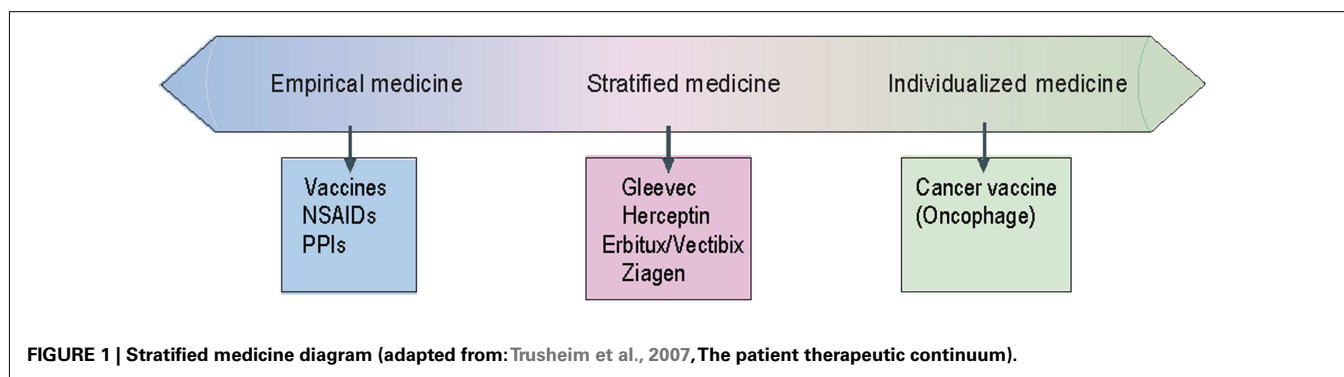 Empirical medicine
Stratified medicine
Individualized medicine
Vaccines
NSAIDs
PPIs
Gleevec
Herceptin
Erbitux/Vectibix
Ziagen
Cancer vaccine
(Oncophage)
FIGURE 1 | Stratified medicine diagram (adapted from: Trusheim et al., 2007, The patient therapeutic continuum).